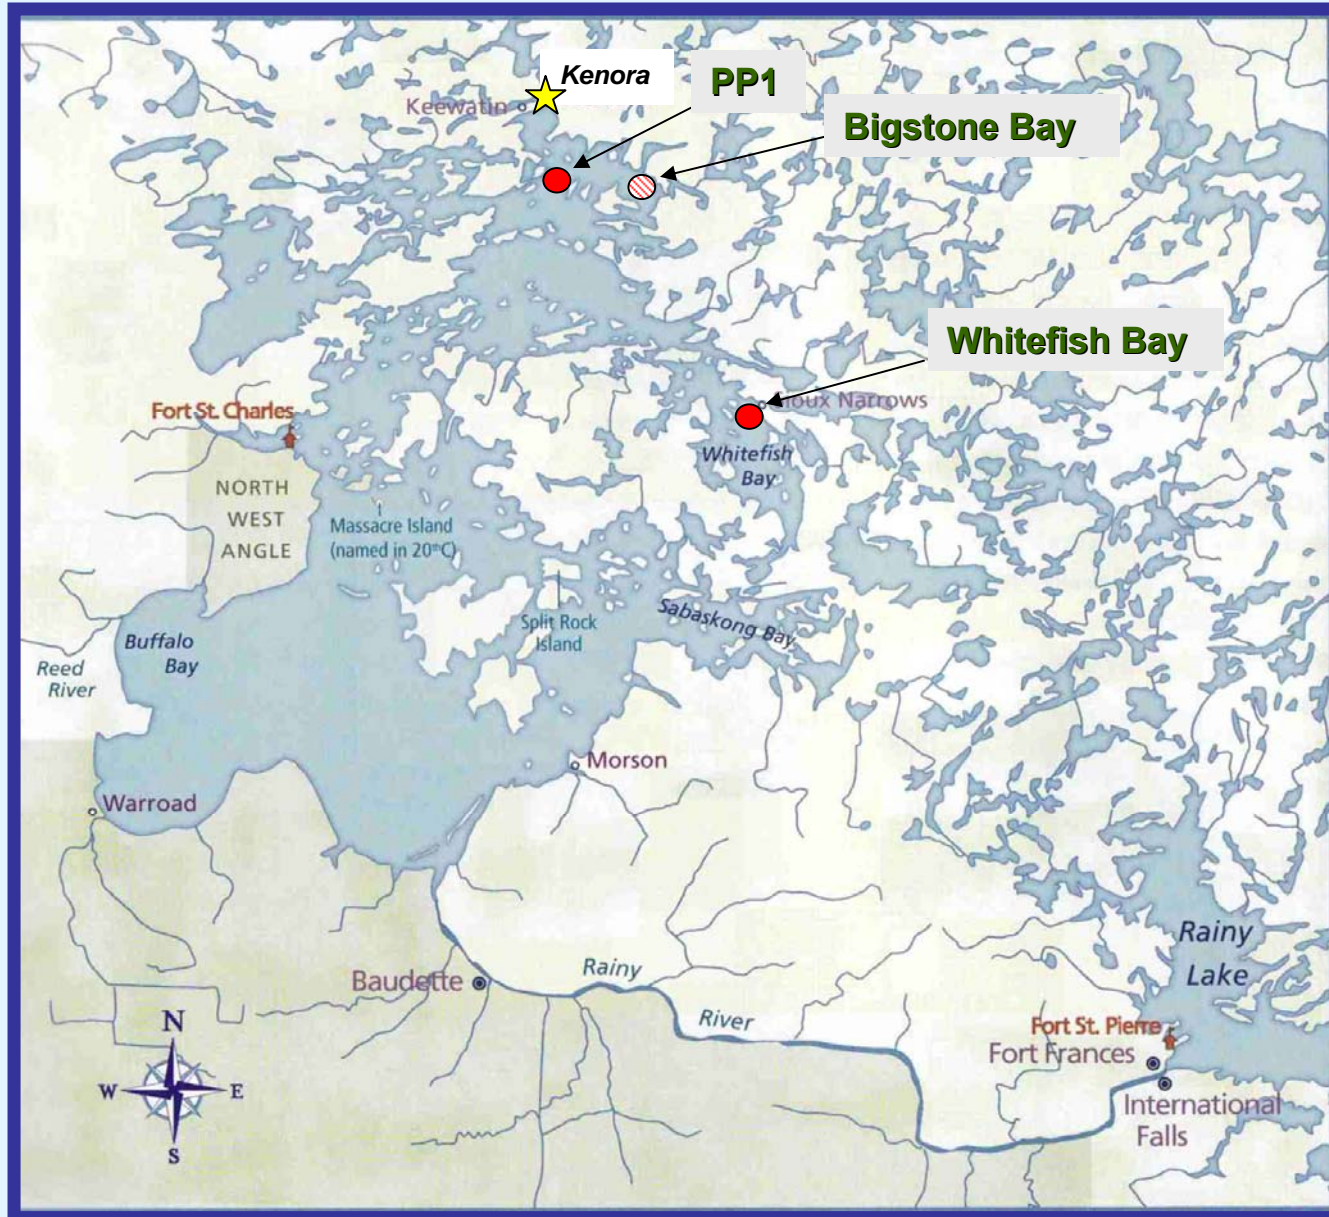 Kenora
PP1
Keewatin
Bigstone Bay
Whitefish Bay
Sioux Narrows
Fort St. Charles
Whitefish
Bay
NORTH
WEST
ANGLE
Massacre Island
(named in 20thC)
Split Rock
Island
Sabaskong Bay
Buffalo
Bay
Reed
River
Morson
Warroad
Rainy
Lake
Baudette
Rainy
River
Fort St. Pierre
Fort Frances
International
Falls
N
W
E
S